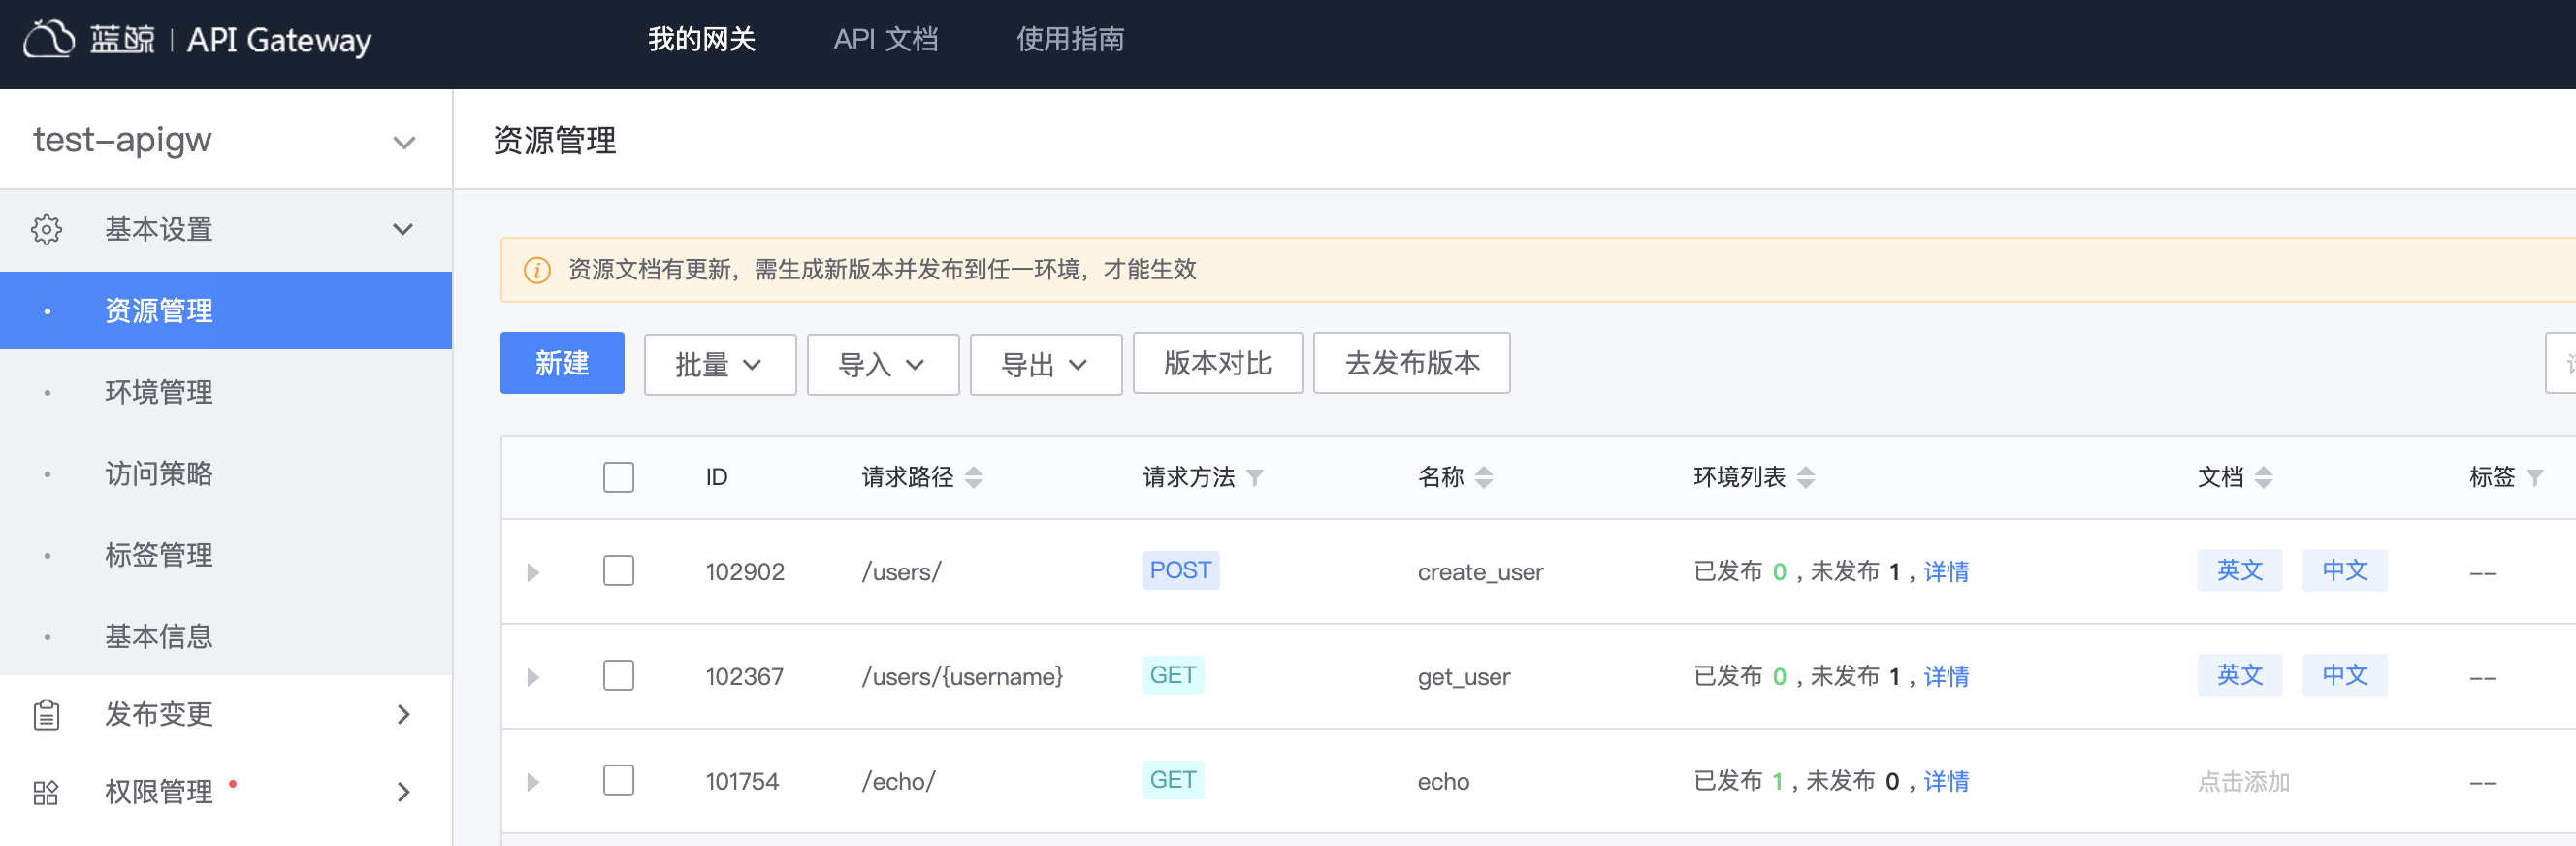 蓝鲸 | API Gateway 我的网关 API 文档 使用指南
test-apigw
资源管理
基本设置
资源管理
环境管理
访问策略
标签管理
基本信息
发布变更
权限管理
资源文档有更新，需生成新版本并发布到任一环境，才能生效
新建 批量 导入 导出 版本对比 去发布版本
ID 请求路径 请求方法 名称 环境列表 文档 标签
102902 /users/ POST create_user 已发布 0 , 未发布 1 , 详情 英文 中文 --
102367 /users/{username} GET get_user 已发布 0 , 未发布 1 , 详情 英文 中文 --
101754 /echo/ GET echo 已发布 1 , 未发布 0 , 详情 点击添加 --